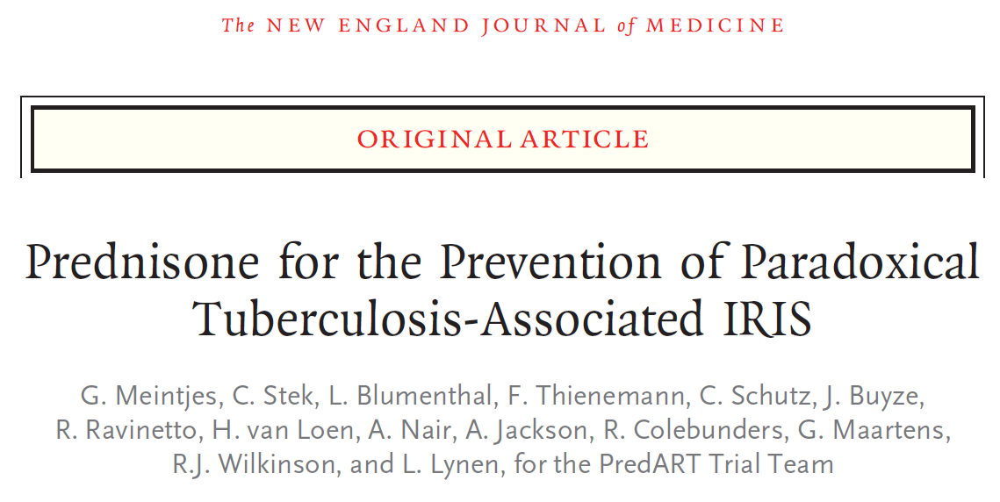 The NEW ENGLAND JOURNAL of MEDICINE
ORIGINAL ARTICLE
Prednisone for the Prevention of Paradoxical
Tuberculosis-Associated IRIS
G. Meintjes, C. Stek, L. Blumenthal, F. Thienemann, C. Schutz, J. Buyze,
R. Ravinetto, H. van Loen, A. Nair, A. Jackson, R. Colebunders, G. Maartens,
R.J. Wilkinson, and L. Lynen, for the PredART Trial Team